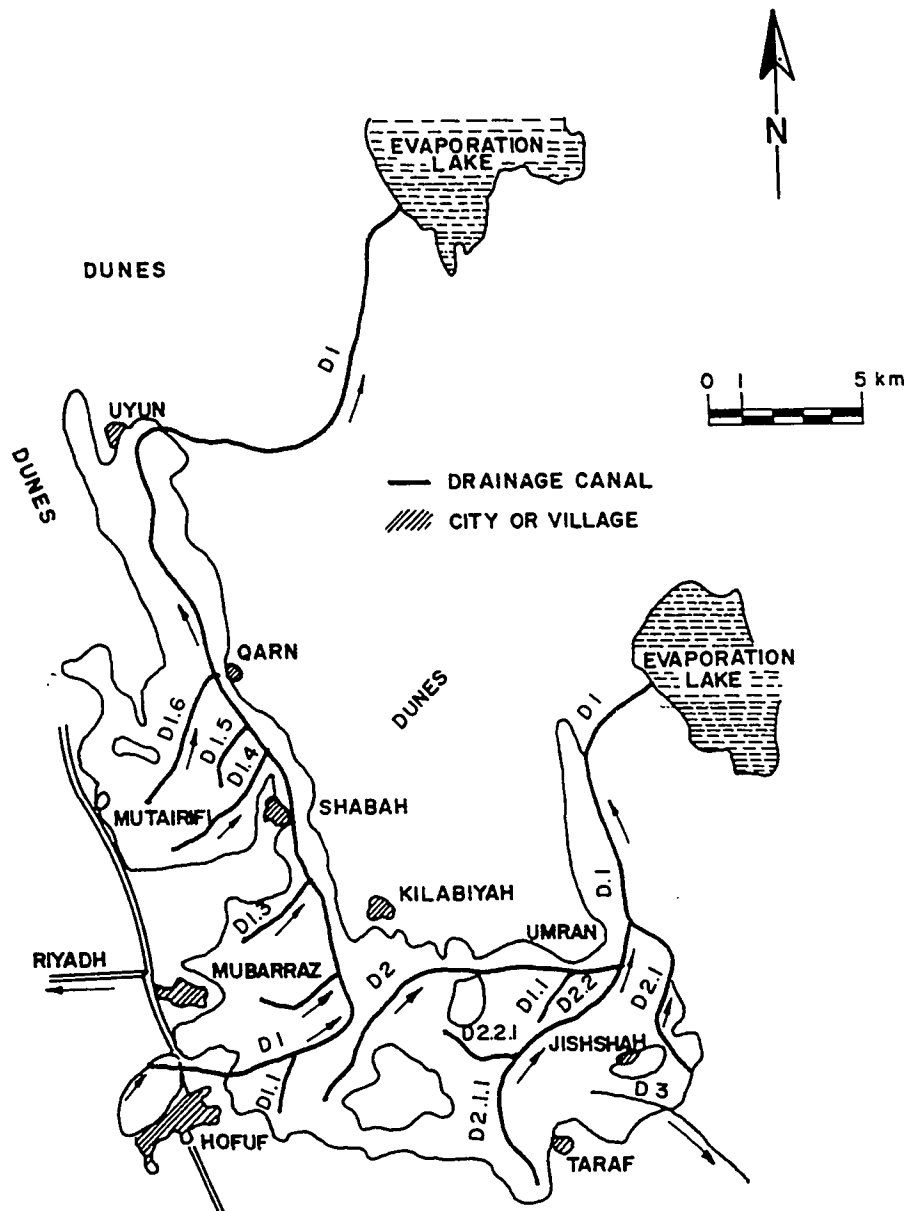 EVAPORATION
LAKE
N
DUNES
D1
0 1 5 km
UYUN
DUNES
DRAINAGE CANAL
CITY OR VILLAGE
QARN
EVAPORATION
LAKE
DUNES
D1
D1.6
D1.5
D1.4
MUTAIRIFI
SHABAH
D.1
KILABIYAH
D1.3
UMRAN
RIYADH
MUBARRAZ
D2
D1.1
D2.2
D2.1
D1
D2.2.1
JISHSHAH
D1.1
D2.1.1
D3
HOFUF
TARAF